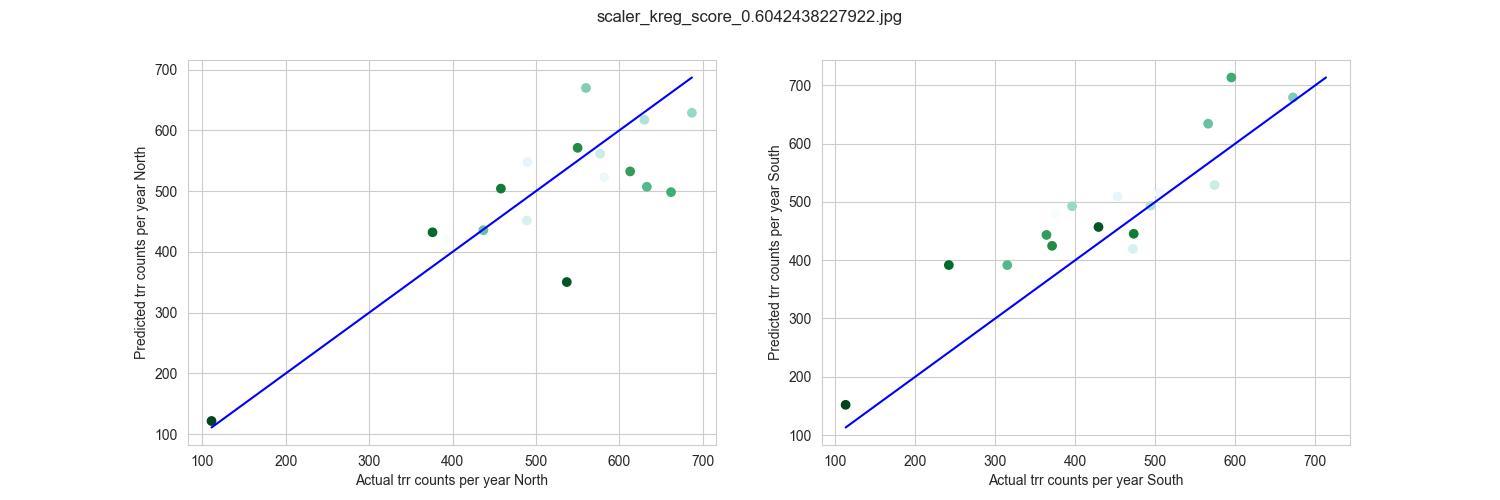 scaler_kreg_score_0.6042438227922.jpg
Predicted trr counts per year North
700
600
500
400
300
200
100
100 200 300 400 500 600 700
Actual trr counts per year North
Predicted trr counts per year South
700
600
500
400
300
200
100
100 200 300 400 500 600 700
Actual trr counts per year South